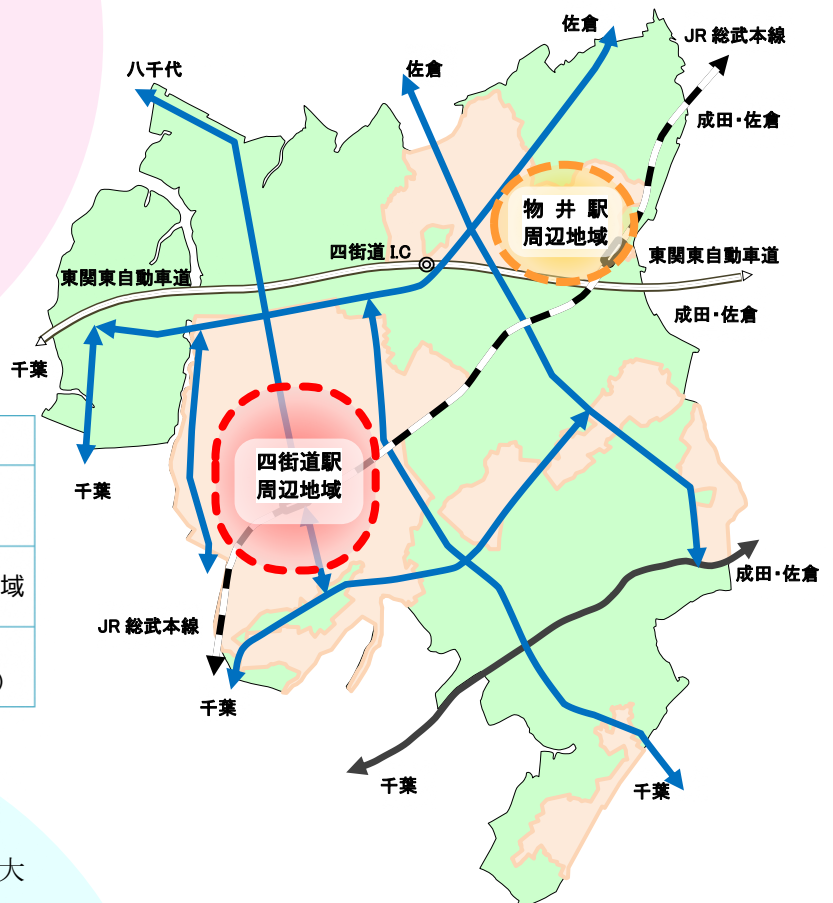 佐倉
JR 総武本線
八千代
佐倉
成田・佐倉
物 井 駅
周辺地域
四街道 I.C
東関東自動車道
東関東自動車道
成田・佐倉
千葉
四街道駅
周辺地域
千葉
成田・佐倉
域
JR 総武本線
)
千葉
千葉
千葉
大